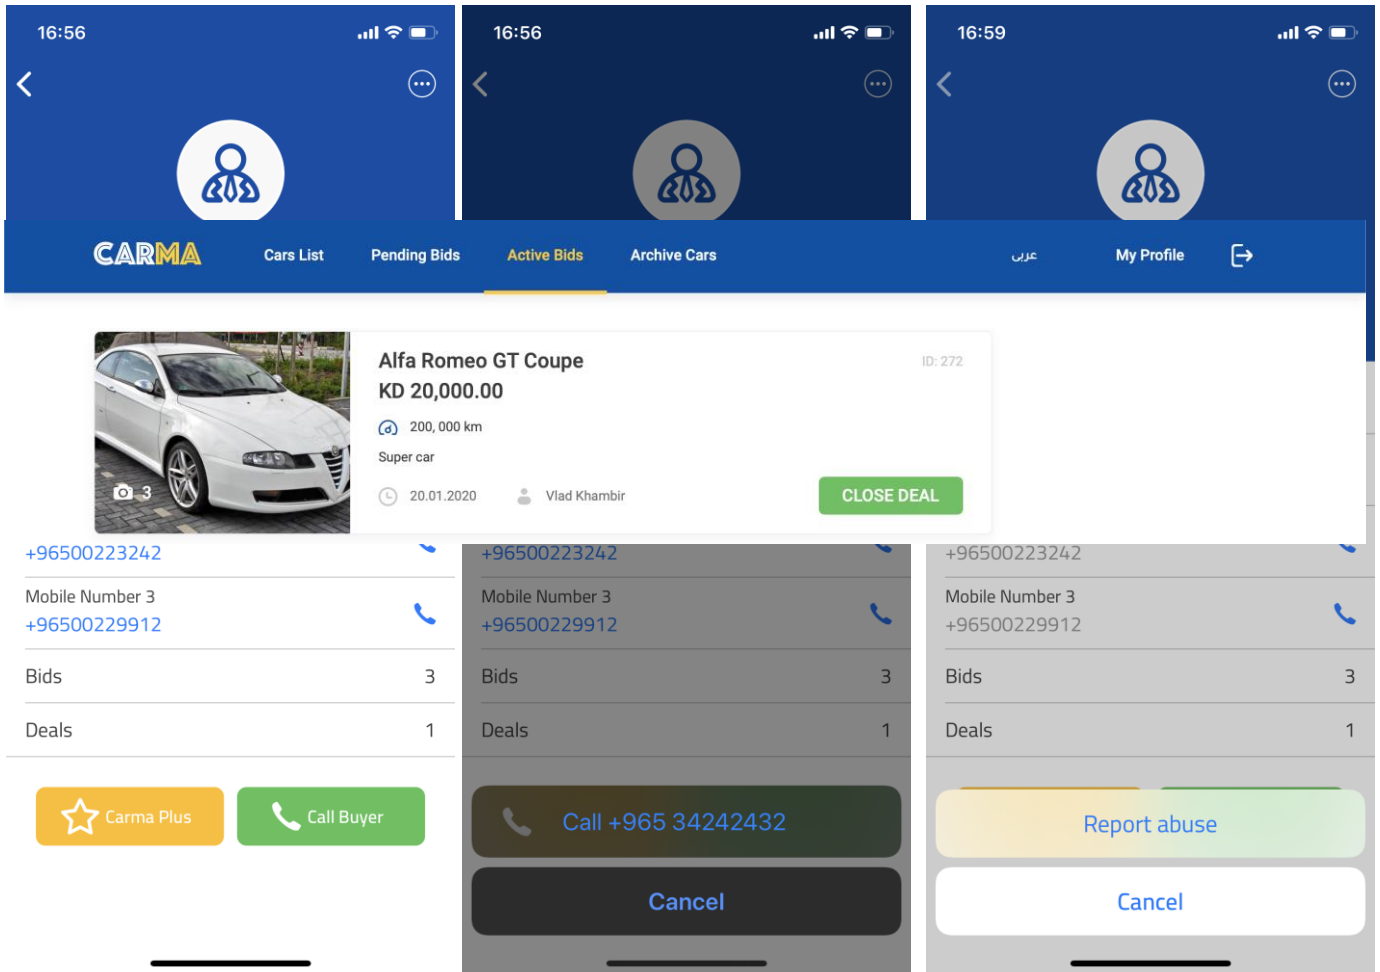 16:56
16:56
16:59
CARMA
Cars List
Pending Bids
Active Bids
Archive Cars
عربى
My Profile
Alfa Romeo GT Coupe
ID: 272
KD 20,000.00
200, 000 km
Super car
3
20.01.2020
Vlad Khambir
CLOSE DEAL
+96500223242
Mobile Number 3
+96500229912
Bids 3
Deals 1
Carma Plus
Call Buyer
+96500223242
Mobile Number 3
+96500229912
Bids 3
Deals 1
Call +965 34242432
Cancel
+96500223242
Mobile Number 3
+96500229912
Bids 3
Deals 1
Report abuse
Cancel